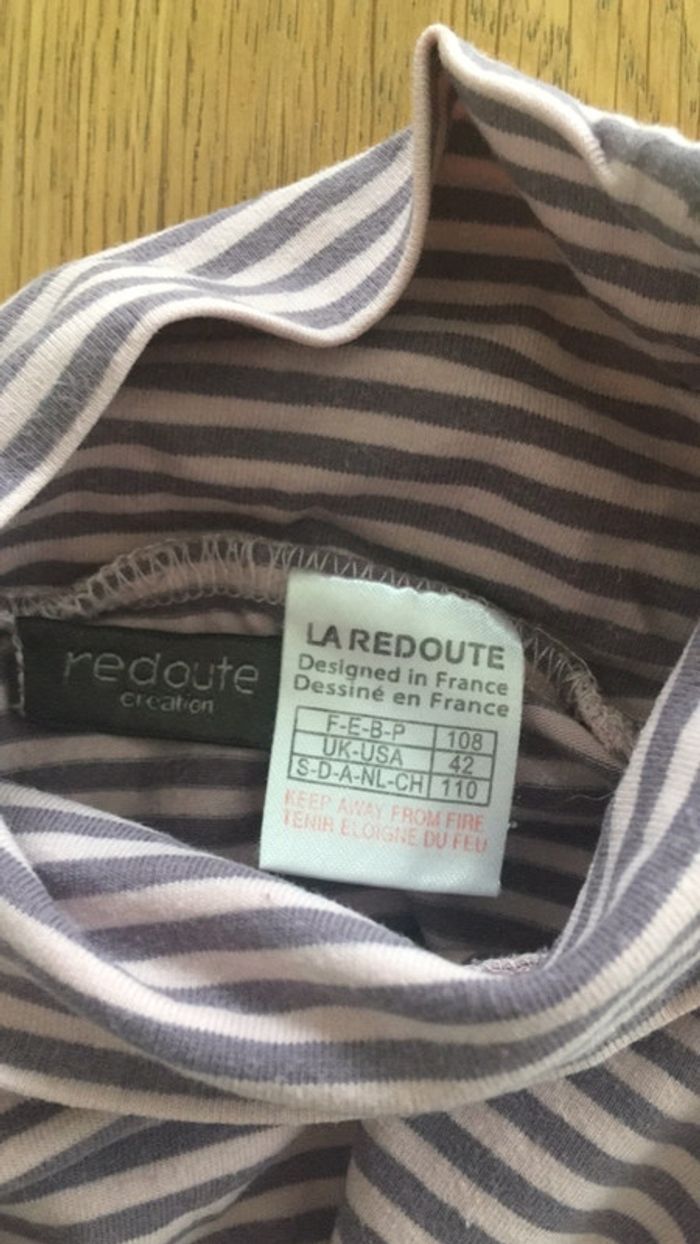 redoute
creation
LA REDOUTE
Designed in France
Dessiné en France
F-E-B-P 108
UK-USA 42
S-D-A-NL-CH 110
KEEP AWAY FROM FIRE
TENIR ELOIGNE DU FEU